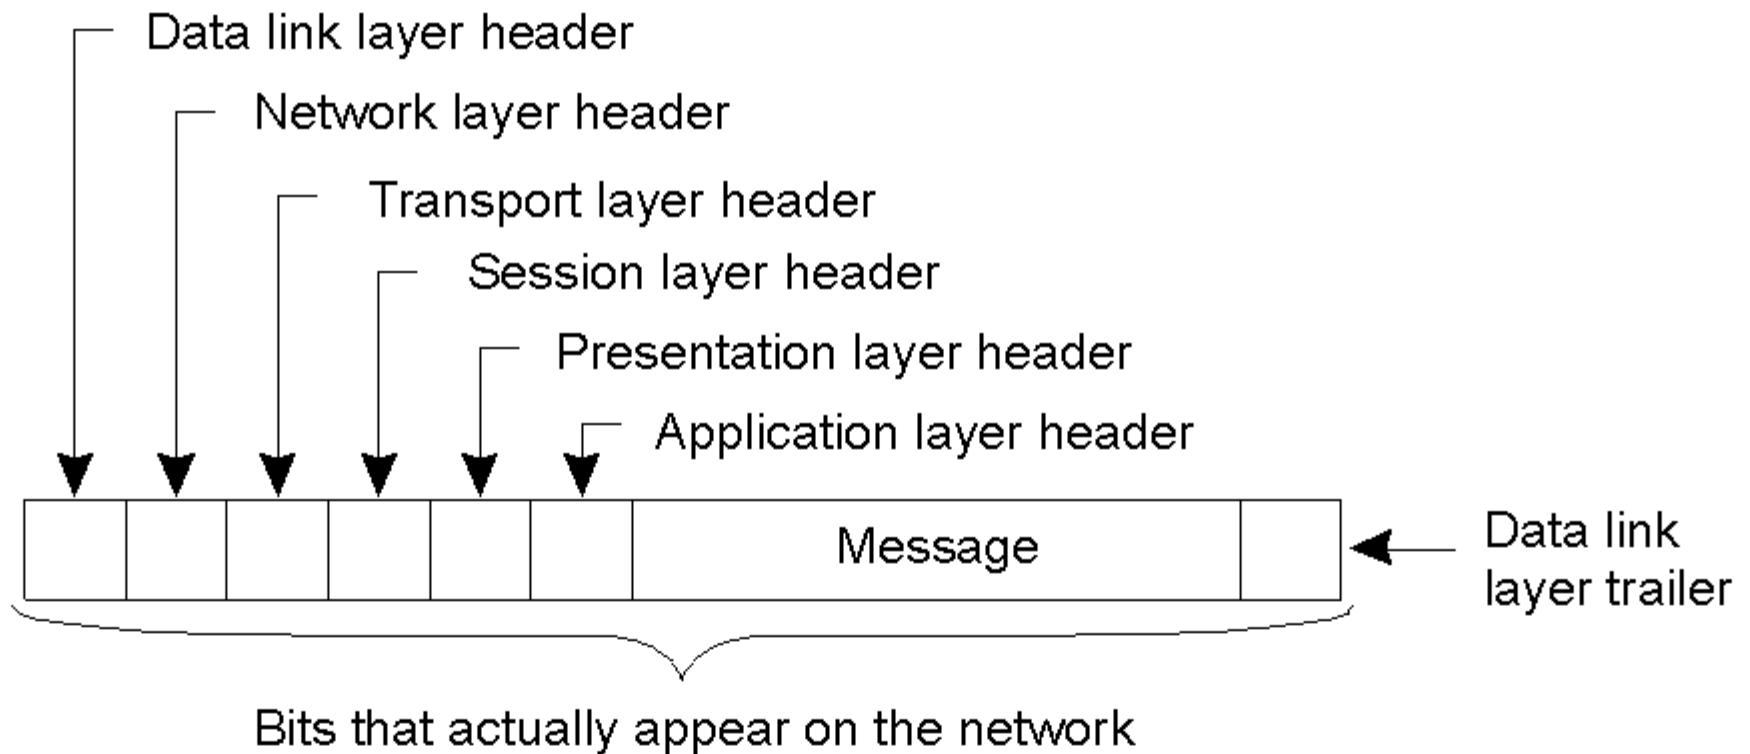 Data link layer header
Network layer header
Transport layer header
Session layer header
Presentation layer header
Application layer header
Message
Data link
layer trailer
Bits that actually appear on the network